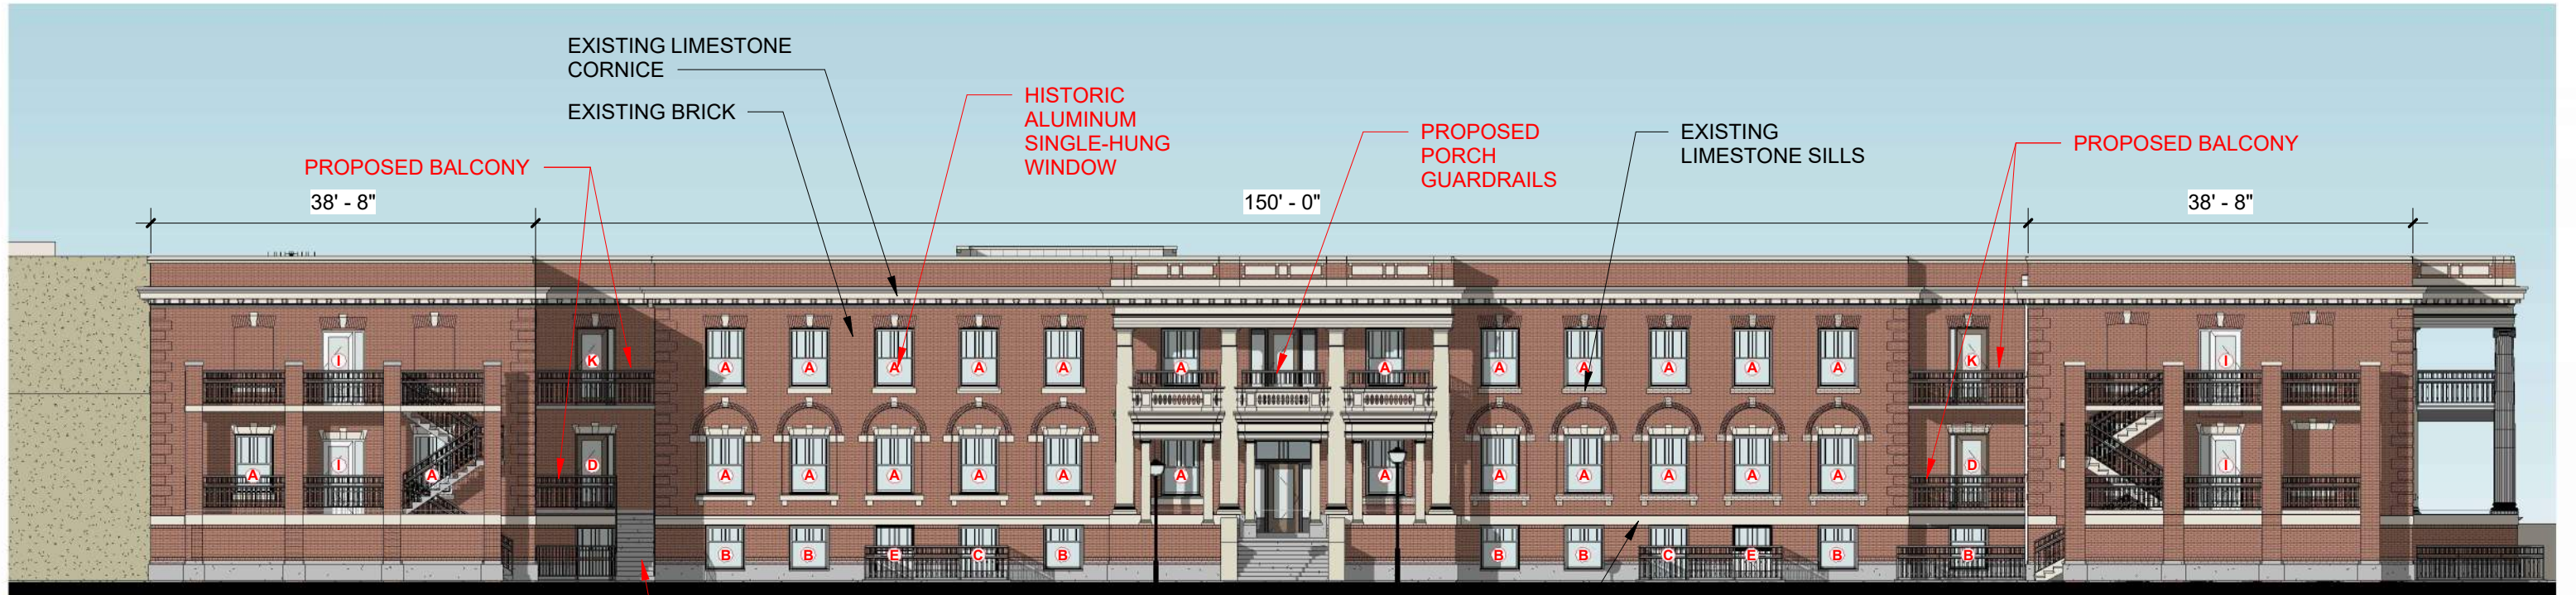 EXISTING LIMESTONE
CORNICE
EXISTING BRICK
HISTORIC
ALUMINUM
SINGLE-HUNG
WINDOW
PROPOSED
PORCH
GUARDRAILS
EXISTING
LIMESTONE SILLS
PROPOSED BALCONY
PROPOSED BALCONY
38' - 8"
150' - 0"
38' - 8"
I K A A A A A A A A A A A A K I
A I A D A A A A A A A A A A A A D I
B B E C B B B C E B B